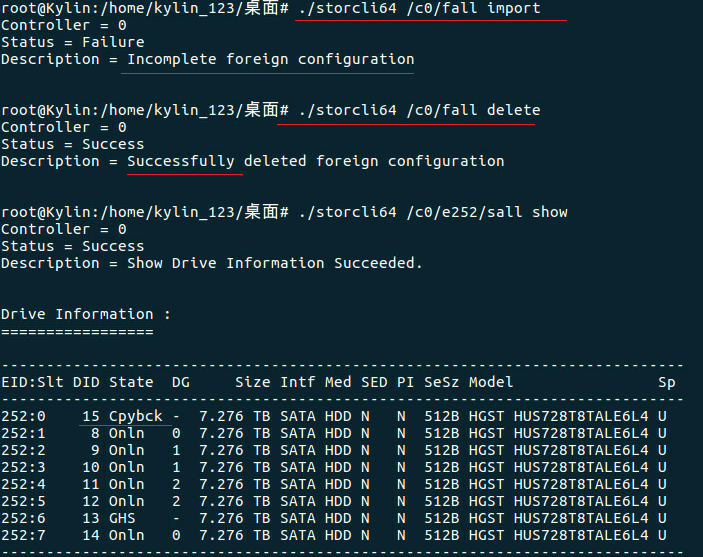 root@Kylin:/home/kylin_123/桌面# ./storcli64 /c0/fall import
Controller = 0
Status = Failure
Description = Incomplete foreign configuration
root@Kylin:/home/kylin_123/桌面# ./storcli64 /c0/fall delete
Controller = 0
Status = Success
Description = Successfully deleted foreign configuration
root@Kylin:/home/kylin_123/桌面# ./storcli64 /c0/e252/sall show
Controller = 0
Status = Success
Description = Show Drive Information Succeeded.
Drive Information :
=================
--------------------------------------------------------------------------------
EID:Slt DID State  DG     Size Intf Med SED PI SeSz Model                Sp
--------------------------------------------------------------------------------
252:0    15 Cpybck -  7.276 TB SATA HDD N   N  512B HGST HUS728T8TALE6L4 U
252:1     8 Onln   0  7.276 TB SATA HDD N   N  512B HGST HUS728T8TALE6L4 U
252:2     9 Onln   1  7.276 TB SATA HDD N   N  512B HGST HUS728T8TALE6L4 U
252:3    10 Onln   1  7.276 TB SATA HDD N   N  512B HGST HUS728T8TALE6L4 U
252:4    11 Onln   2  7.276 TB SATA HDD N   N  512B HGST HUS728T8TALE6L4 U
252:5    12 Onln   2  7.276 TB SATA HDD N   N  512B HGST HUS728T8TALE6L4 U
252:6    13 GHS    -  7.276 TB SATA HDD N   N  512B HGST HUS728T8TALE6L4 U
252:7    14 Onln   0  7.276 TB SATA HDD N   N  512B HGST HUS728T8TALE6L4 U
--------------------------------------------------------------------------------